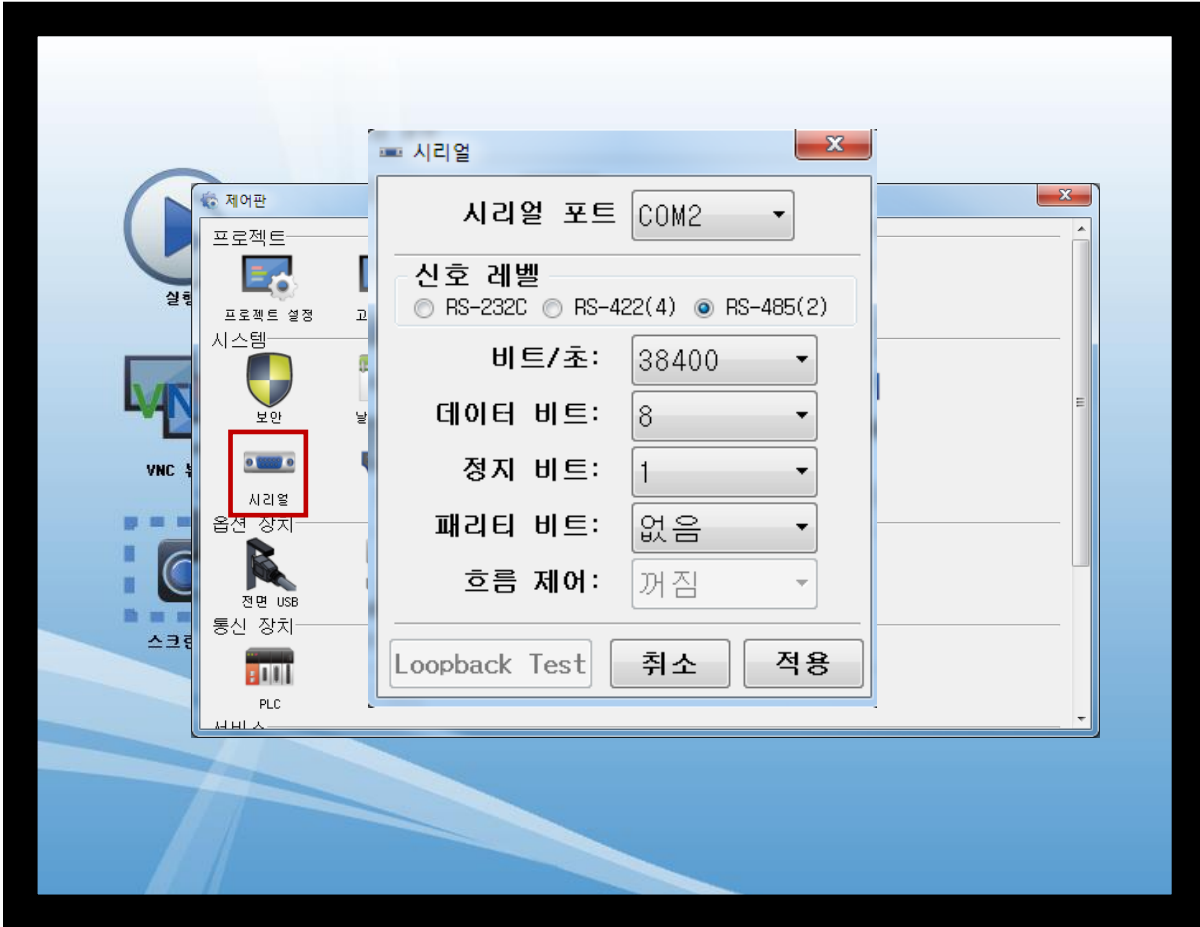 시리얼
제어판
시리얼 포트 COM2
프로젝트
신호 레벨
RS-232C RS-422(4) RS-485(2)
프로젝트 설정
시스템
비트/초: 38400
보안
데이터 비트: 8
VNC
정지 비트: 1
시리얼
옵션 장치
패리티 비트: 없음
흐름 제어: 꺼짐
전면 USB
통신 장치
Loopback Test 취소 적용
PLC
서비스